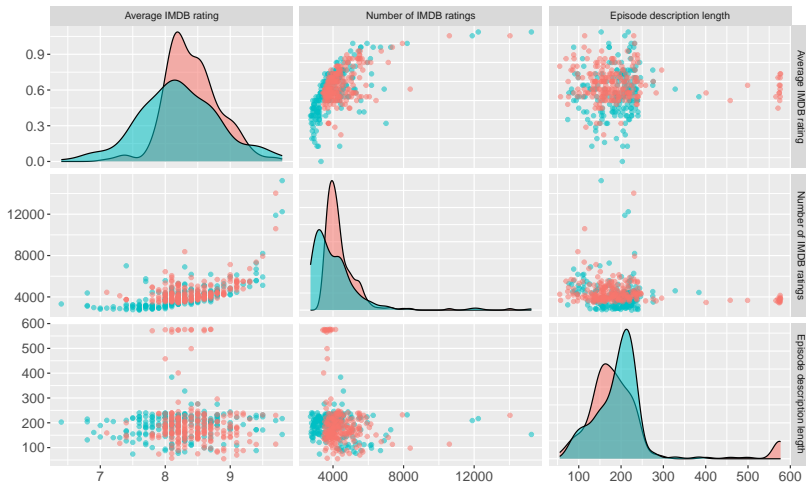 Average IMDB rating Number of IMDB ratings Episode description length
0.9
0.6
0.3
0.0
Average IMDB rating
12000
8000
4000
Number of IMDB ratings
600
500
400
300
200
100
Episode description length
7 8 9 4000 8000 12000 100 200 300 400 500 600